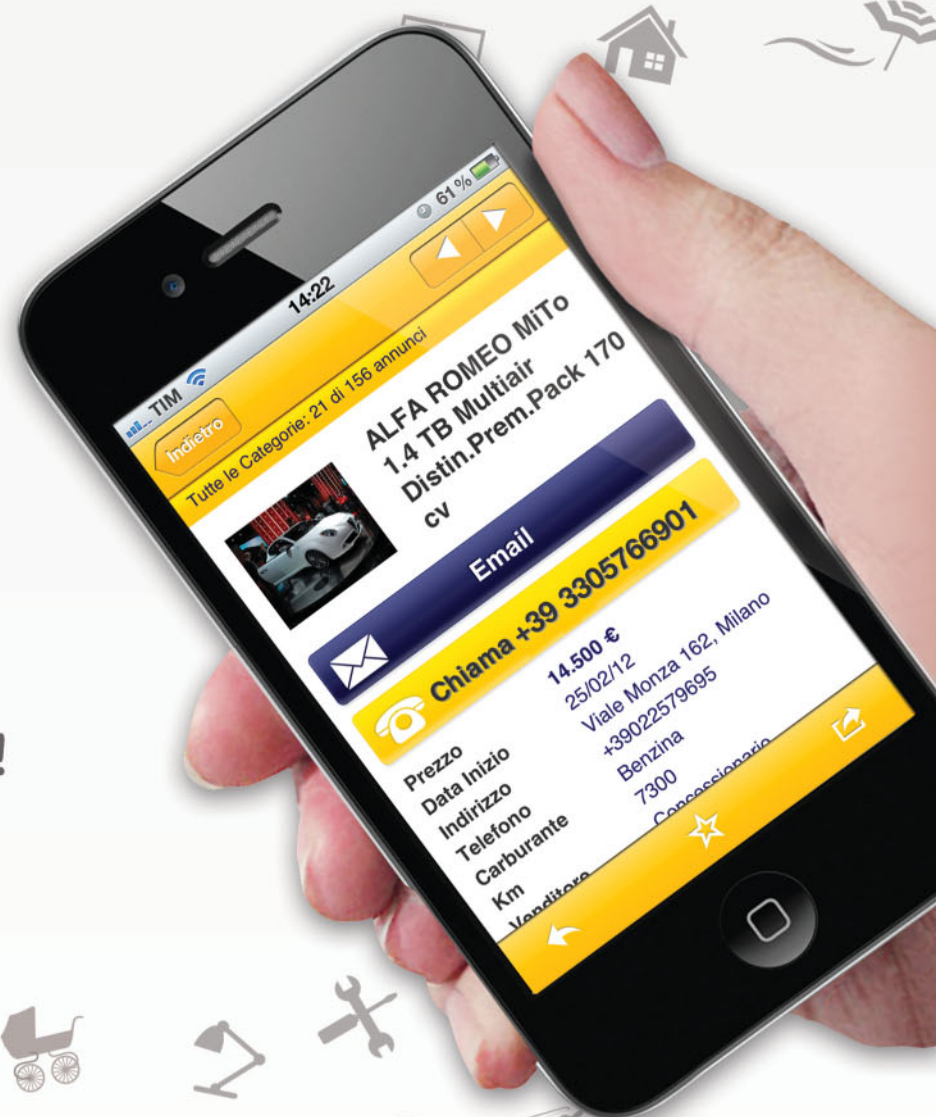 TIM 14:22 61%
Indietro
Tutte le Categorie: 21 di 156 annunci
ALFA ROMEO MiTo
1.4 TB Multiair
Distin.Prem.Pack 170
cv
Email
Chiama +39 3305766901
Prezzo 14.500 €
Data Inizio 25/02/12
Indirizzo Viale Monza 162, Milano
Telefono +39022579695
Carburante Benzina
Km 7300
Venditore Concessionario
!